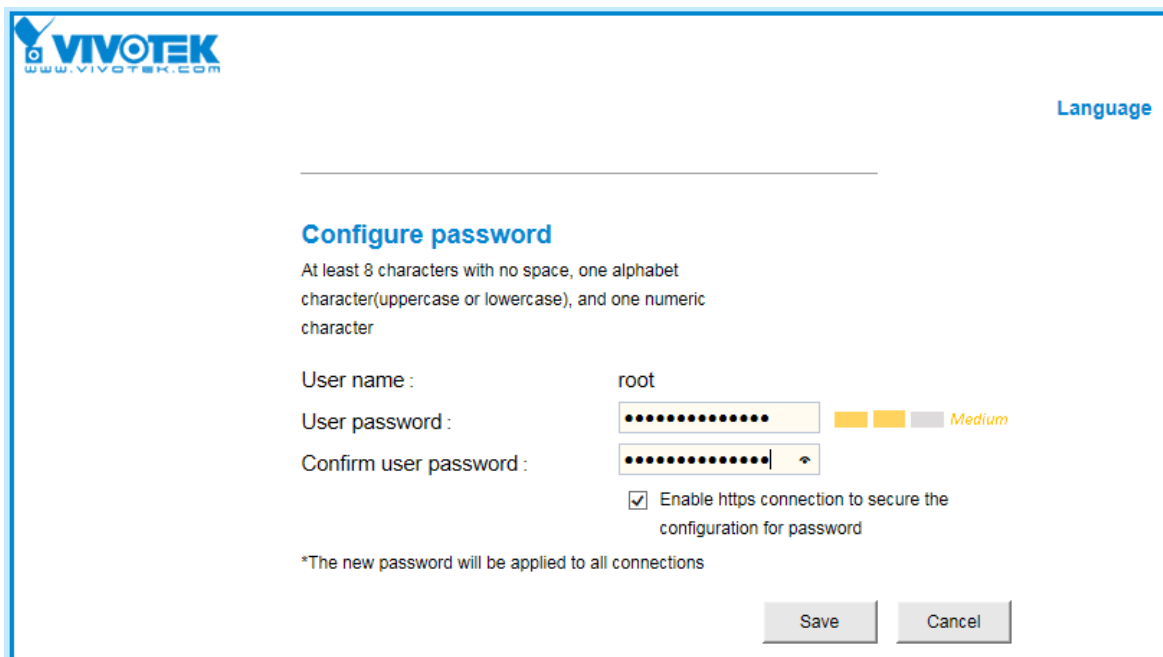 VIVOTEK
www.vivotek.com
Language
Configure password
At least 8 characters with no space, one alphabet
character(uppercase or lowercase), and one numeric
character
User name : root
User password : •••••••••••••• Medium
Confirm user password : ••••••••••••••
Enable https connection to secure the
configuration for password
*The new password will be applied to all connections
Save Cancel